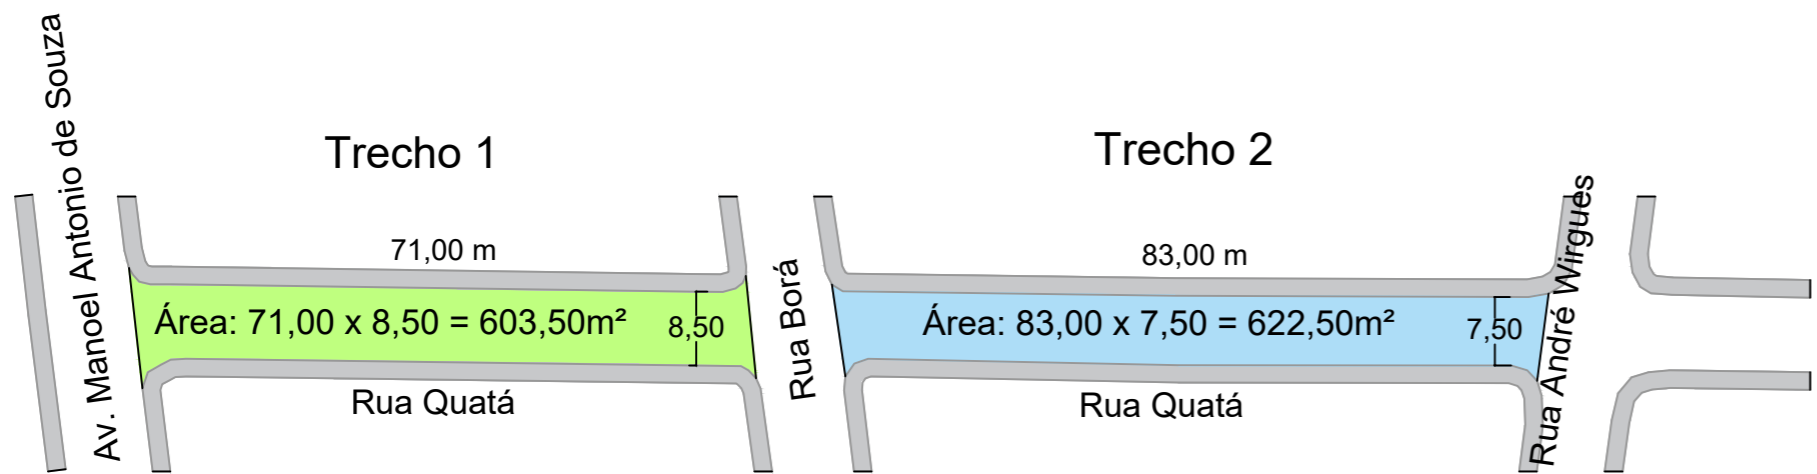 Av. Manoel Antonio de Souza
Trecho 1
71,00 m
Área: 71,00 x 8,50 = 603,50m²
8,50
Rua Quatá
Rua Borá
Trecho 2
83,00 m
Área: 83,00 x 7,50 = 622,50m²
7,50
Rua Quatá
Rua André Wirgues